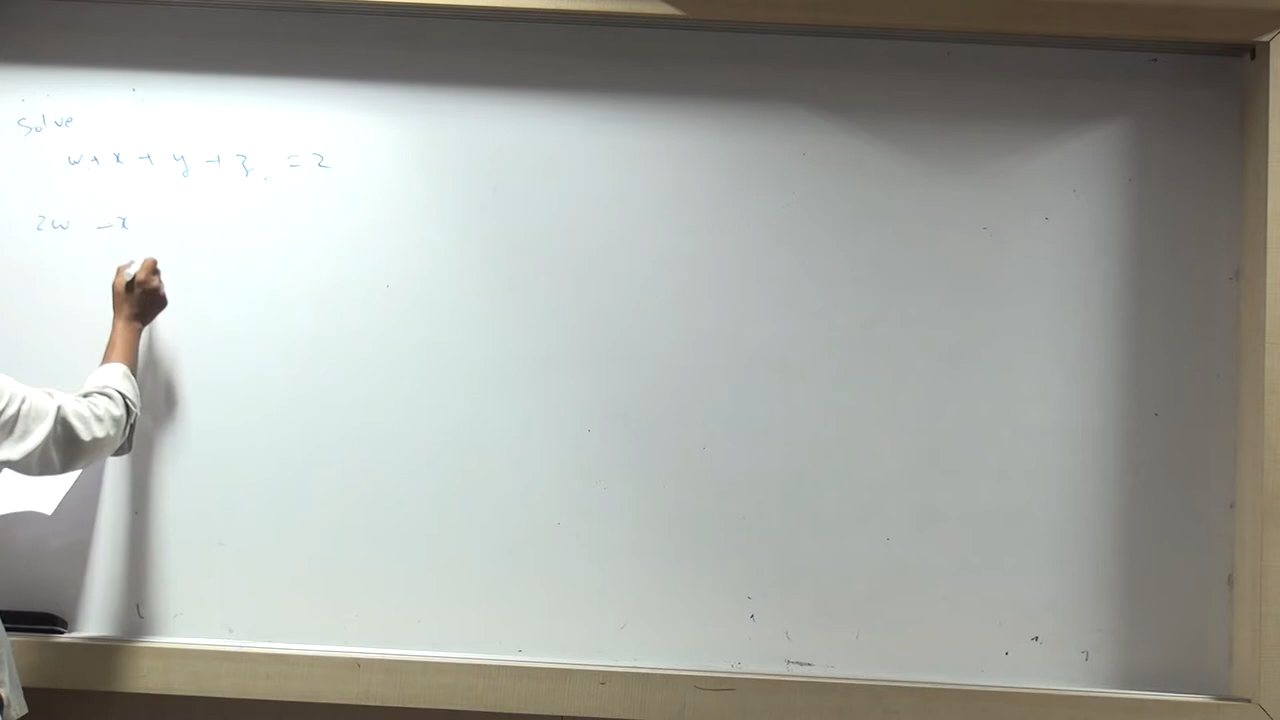 Solve
w + x + y + z = 2
2w - x